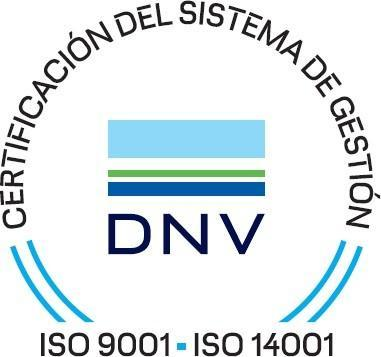 CERTIFICACIÓN DEL SISTEMA DE GESTIÓN
DNV
ISO 9001 - ISO 14001